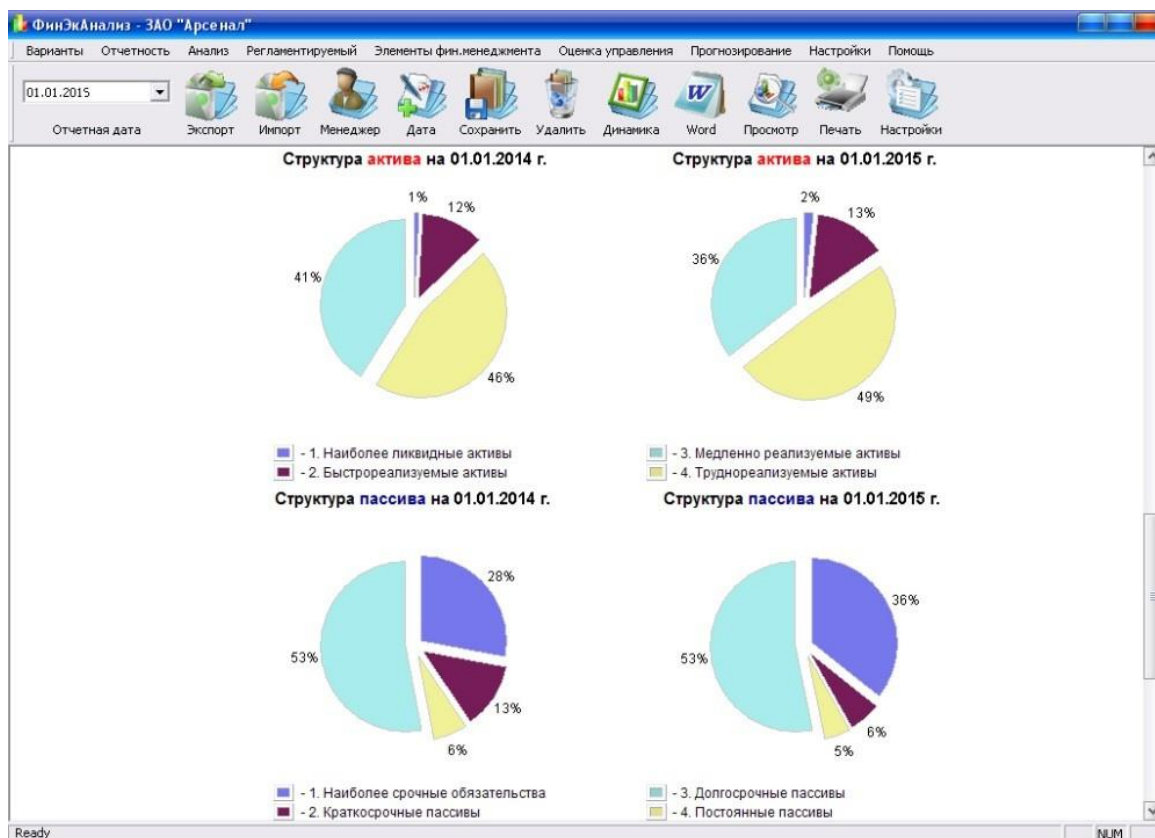 ФинЭкАнализ - ЗАО "Арсенал"
Варианты Отчетность Анализ Регламентируемый Элементы фин.менеджмента Оценка управления Прогнозирование Настройки Помощь
01.01.2015
Отчетная дата Экспорт Импорт Менеджер Дата Сохранить Удалить Динамика Word Просмотр Печать Настройки
Структура актива на 01.01.2014 г.
1%
12%
41%
46%
Структура актива на 01.01.2015 г.
2%
13%
36%
49%
- 1. Наиболее ликвидные активы
- 2. Быстрореализуемые активы
- 3. Медленно реализуемые активы
- 4. Труднореализуемые активы
Структура пассива на 01.01.2014 г.
28%
53%
13%
6%
Структура пассива на 01.01.2015 г.
36%
53%
6%
5%
- 1. Наиболее срочные обязательства
- 2. Краткосрочные пассивы
- 3. Долгосрочные пассивы
- 4. Постоянные пассивы
Ready NUM